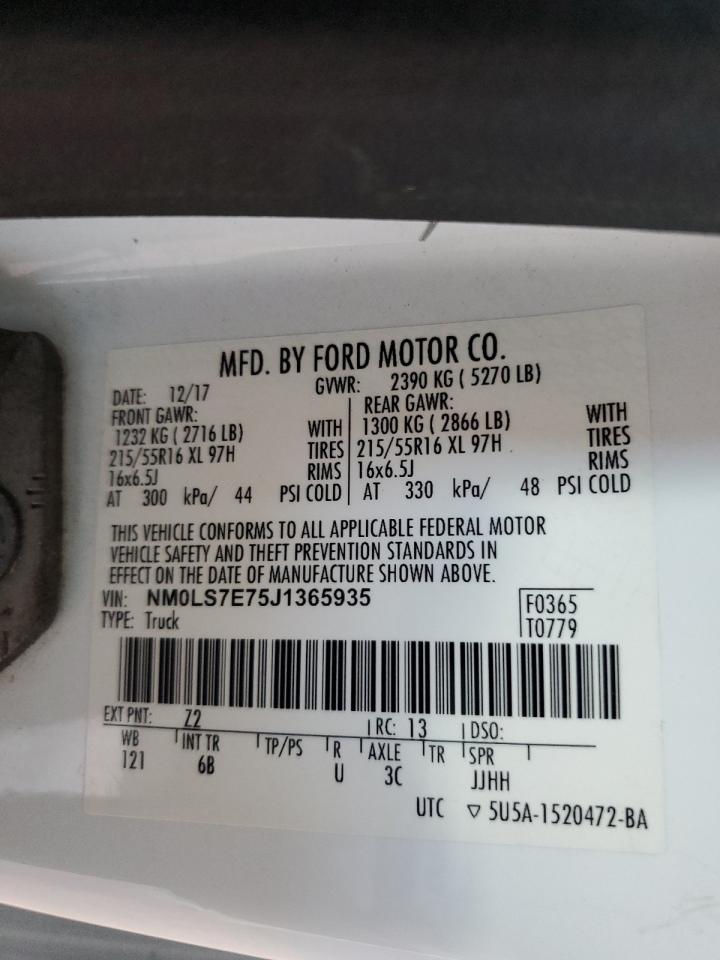 MFD. BY FORD MOTOR CO.
DATE: 12/17 GVWR: 2390 KG ( 5270 LB)
FRONT GAWR: REAR GAWR:
1232 KG ( 2716 LB) WITH 1300 KG ( 2866 LB) WITH
215/55R16 XL 97H TIRES 215/55R16 XL 97H TIRES
16x6.5J RIMS 16x6.5J RIMS
AT 300 kPa/ 44 PSI COLD AT 330 kPa/ 48 PSI COLD
THIS VEHICLE CONFORMS TO ALL APPLICABLE FEDERAL MOTOR
VEHICLE SAFETY AND THEFT PREVENTION STANDARDS IN
EFFECT ON THE DATE OF MANUFACTURE SHOWN ABOVE.
VIN: NM0LS7E75J1365935 F0365
TYPE: Truck T0779
EXT PNT: Z2 RC: 13 DSO:
WB INT TR TP/PS R AXLE TR SPR
121 6B U 3C JJHH
UTC ▽ 5U5A-1520472-BA